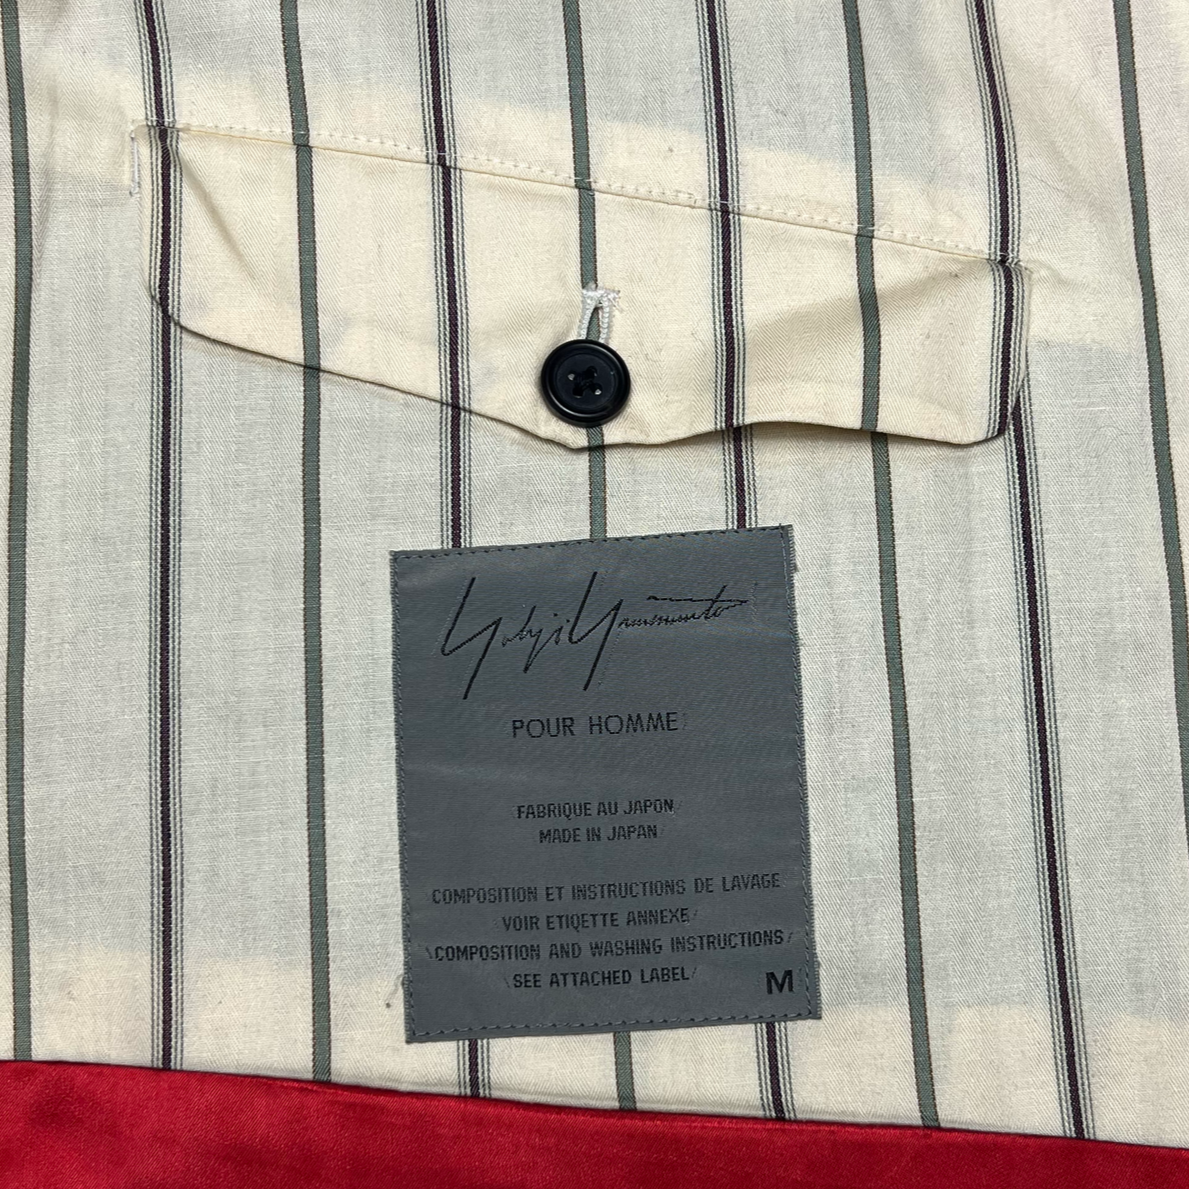 Yohji Yamamoto
POUR HOMME
FABRIQUE AU JAPON
MADE IN JAPAN
COMPOSITION ET INSTRUCTIONS DE LAVAGE
VOIR ETIQETTE ANNEXE
COMPOSITION AND WASHING INSTRUCTIONS
SEE ATTACHED LABEL
M